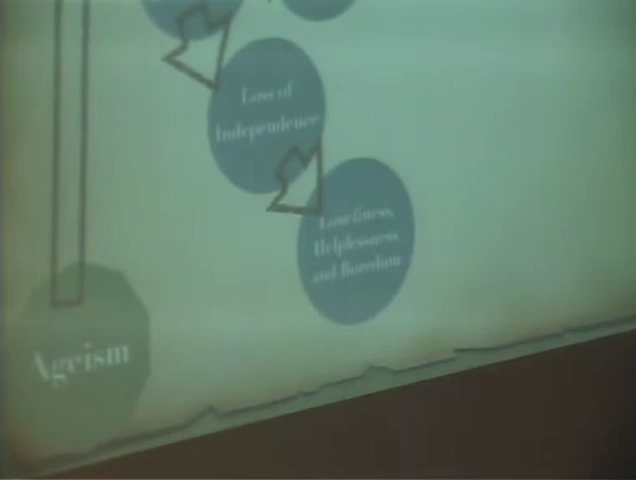 Loss of
Independence
Loneliness,
Helplessness,
and Boredom
Ageism